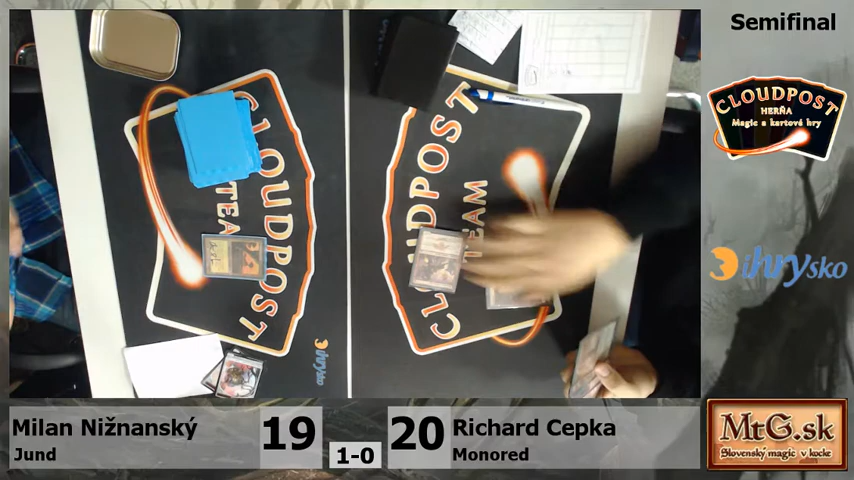 Semifinal
CLOUDPOST
HERŇA
Magic a kartové hry
ihrysko
CLOUDPOST
TEAM
CLOUDPOST
TEAM
ihrysko
Milan Nižnanský
19
Jund
1-0
20
Richard Cepka
Monored
MtG.sk
Slovenský magic v kocke